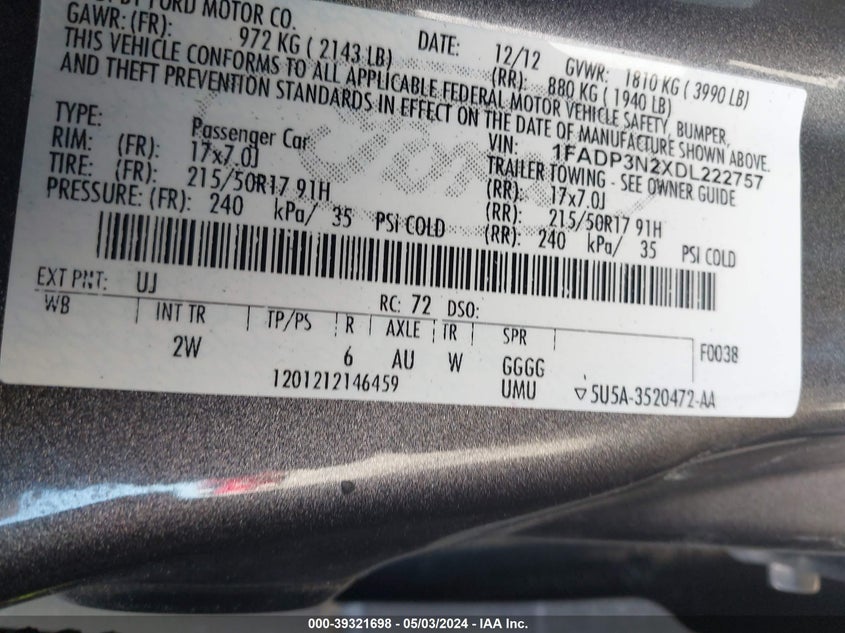 BY FORD MOTOR CO.
DATE: 12/12 GVWR: 1810 KG ( 3990 LB)
GAWR: (FR): 972 KG ( 2143 LB) (RR): 880 KG ( 1940 LB)
THIS VEHICLE CONFORMS TO ALL APPLICABLE FEDERAL MOTOR VEHICLE SAFETY, BUMPER,
AND THEFT PREVENTION STANDARDS IN EFFECT ON THE DATE OF MANUFACTURE SHOWN ABOVE.
VIN: 1FADP3N2XDL222757
TYPE: Passenger Car TRAILER TOWING - SEE OWNER GUIDE
RIM: (FR): 17x7.0J (RR): 17x7.0J
TIRE: (FR): 215/50R17 91H (RR): 215/50R17 91H
PRESSURE: (FR): 240 kPa/ 35 PSI COLD (RR): 240 kPa/ 35 PSI COLD
EXT PNT: UJ RC: 72 DSO:
WB INT TR TP/PS R AXLE TR SPR F0038
2W 6 AU W GGGG
1201212146459 UMU ▽5U5A-3520472-AA
000-39321698 - 05/03/2024 - IAA Inc.